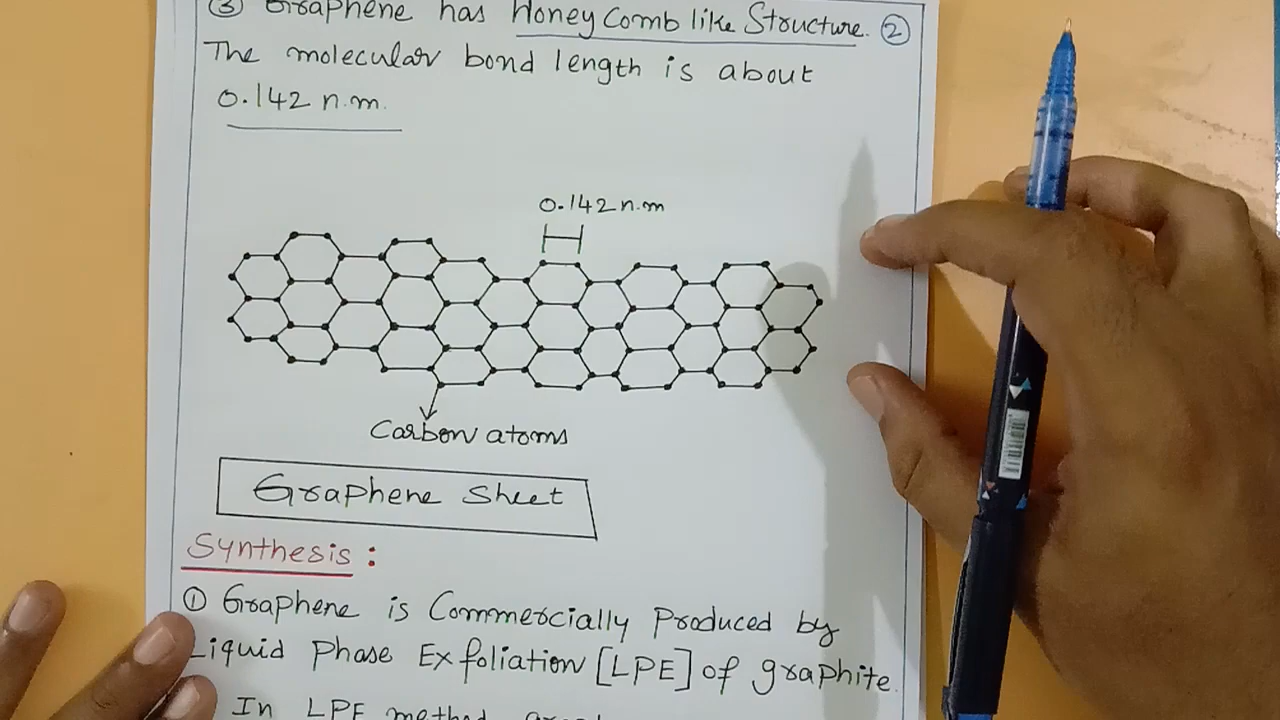 ③ Graphene has Honey Comb like Structure. ②
The molecular bond length is about
0.142 n.m.
0.142 n.m
Carbon atoms
Graphene Sheet
Synthesis:
① Graphene is Commercially Produced by
Liquid Phase Exfoliation [LPE] of graphite.
In LPE method